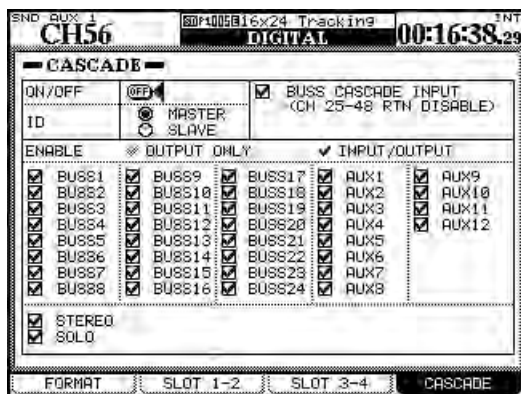 SND AUX 1
CH56
16x24 Tracking
DIGITAL
INT
00:16:38.29
CASCADE
ON/OFF
OFF
BUSS CASCADE INPUT
(CH 25-48 RTN DISABLE)
ID
MASTER
SLAVE
ENABLE
OUTPUT ONLY
INPUT/OUTPUT
BUSS1 BUSS9 BUSS17 AUX1 AUX9
BUSS2 BUSS10 BUSS18 AUX2 AUX10
BUSS3 BUSS11 BUSS19 AUX3 AUX11
BUSS4 BUSS12 BUSS20 AUX4 AUX12
BUSS5 BUSS13 BUSS21 AUX5
BUSS6 BUSS14 BUSS22 AUX6
BUSS7 BUSS15 BUSS23 AUX7
BUSS8 BUSS16 BUSS24 AUX8
STEREO
SOLO
FORMAT SLOT 1-2 SLOT 3-4 CASCADE